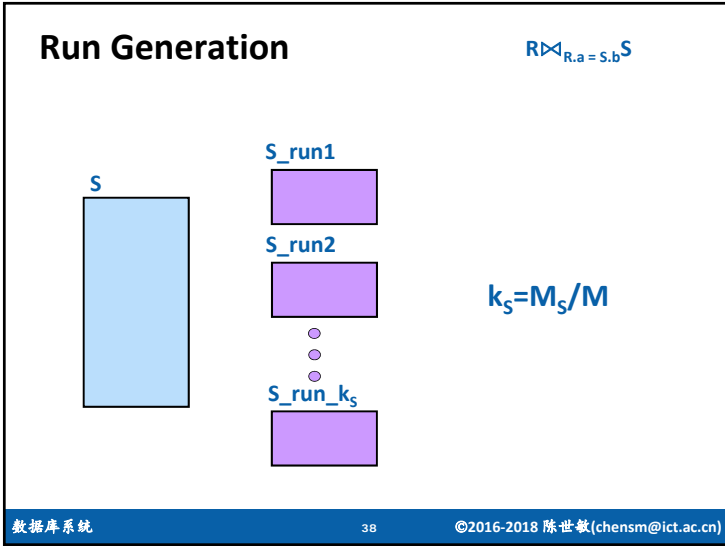 Run Generation
R⋈R.a = S.bS
S_run1
S
S_run2
kS=MS/M
S_run_kS
数据库系统
38
©2016-2018 陈世敏(chensm@ict.ac.cn)